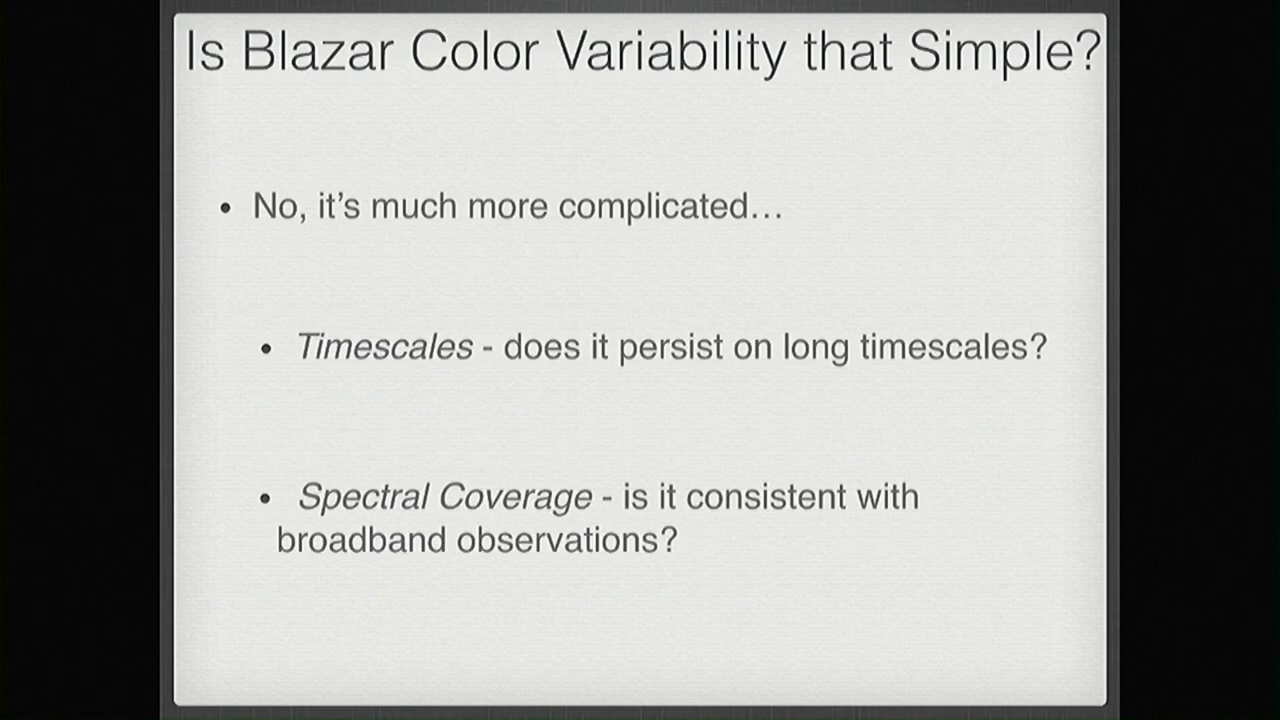 Is Blazar Color Variability that Simple?
• No, it’s much more complicated…
• Timescales - does it persist on long timescales?
• Spectral Coverage - is it consistent with
broadband observations?